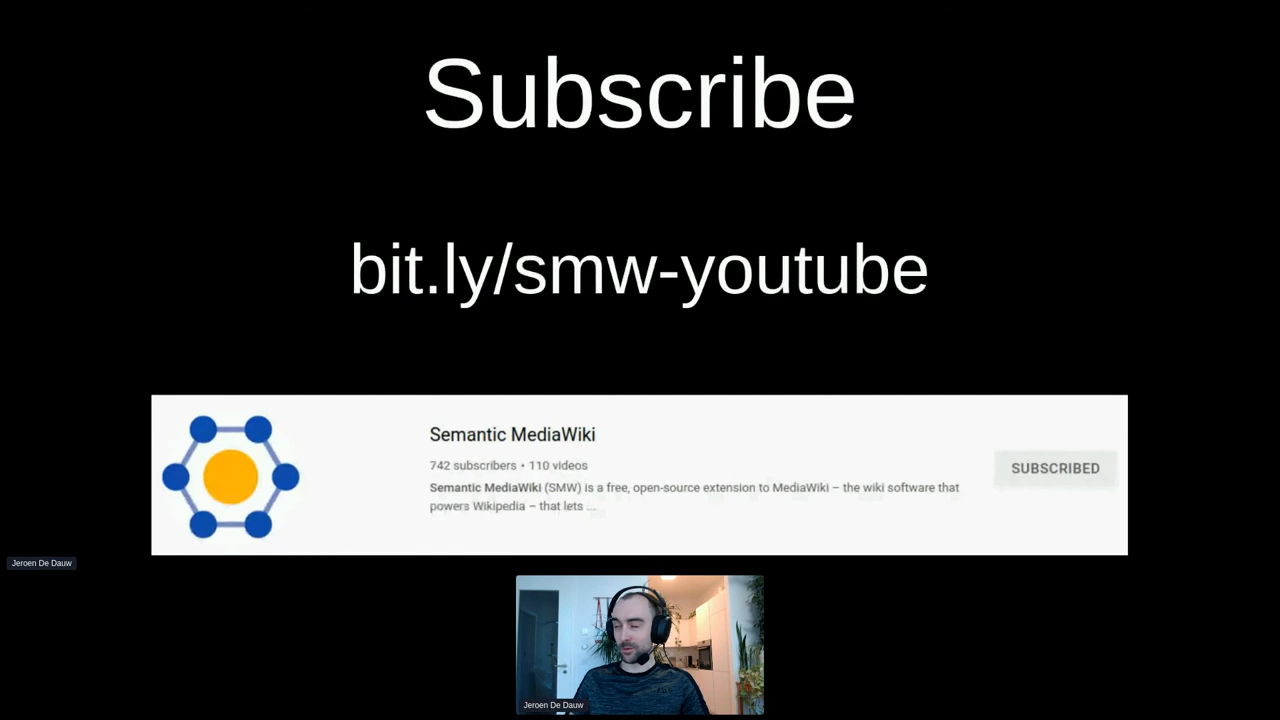 Subscribe
bit.ly/smw-youtube
Semantic MediaWiki
742 subscribers • 110 videos
Semantic MediaWiki (SMW) is a free, open-source extension to MediaWiki – the wiki software that
powers Wikipedia – that lets ...
SUBSCRIBED
Jeroen De Dauw
Jeroen De Dauw